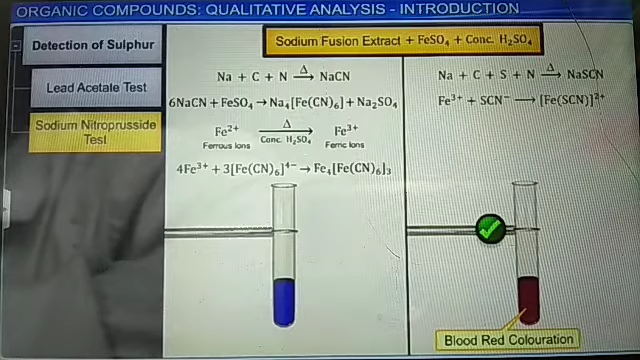 ORGANIC COMPOUNDS: QUALITATIVE ANALYSIS - INTRODUCTION
Detection of Sulphur
Lead Acetate Test
Sodium Nitroprusside
Test
Sodium Fusion Extract + FeSO₄ + Conc. H₂SO₄
Na + C + N —Δ→ NaCN
6NaCN + FeSO₄ → Na₄[Fe(CN)₆] + Na₂SO₄
Fe²⁺ —Δ→ Fe³⁺
Ferrous Ions Conc. H₂SO₄ Ferric Ions
4Fe³⁺ + 3[Fe(CN)₆]⁴⁻ → Fe₄[Fe(CN)₆]₃
Na + C + S + N —Δ→ NaSCN
Fe³⁺ + SCN⁻ ⟶ [Fe(SCN)]²⁺
Blood Red Colouration